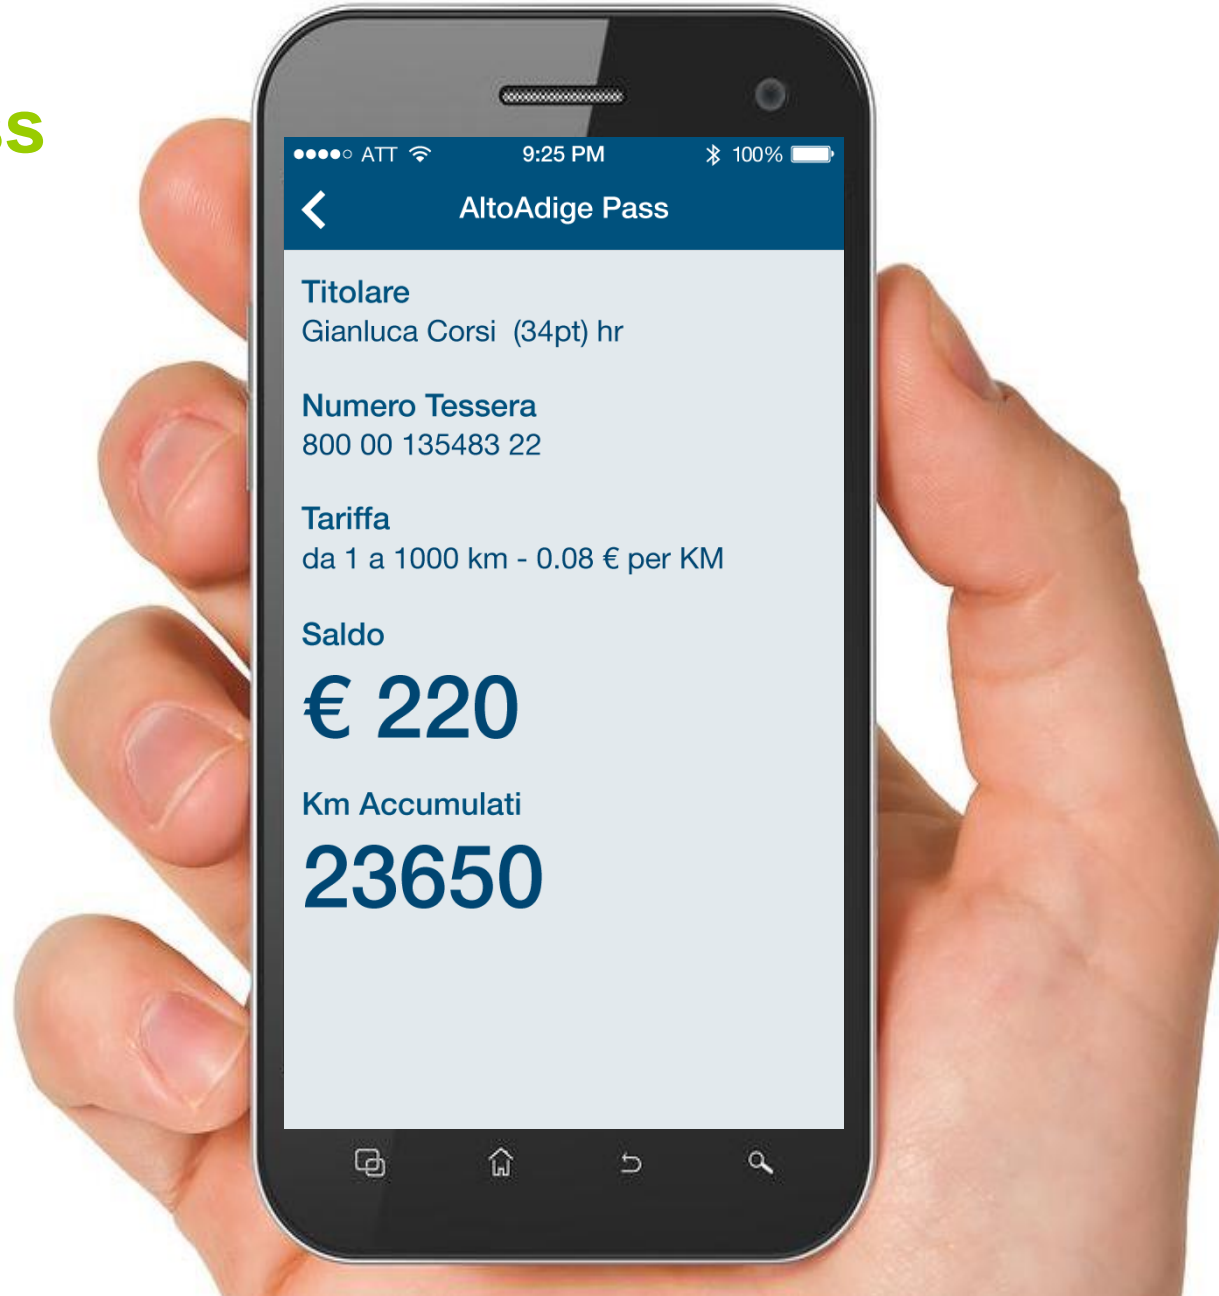 ss
●●●●○ ATT 9:25 PM 100%
AltoAdige Pass
Titolare
Gianluca Corsi (34pt) hr
Numero Tessera
800 00 135483 22
Tariffa
da 1 a 1000 km - 0.08 € per KM
Saldo
€ 220
Km Accumulati
23650